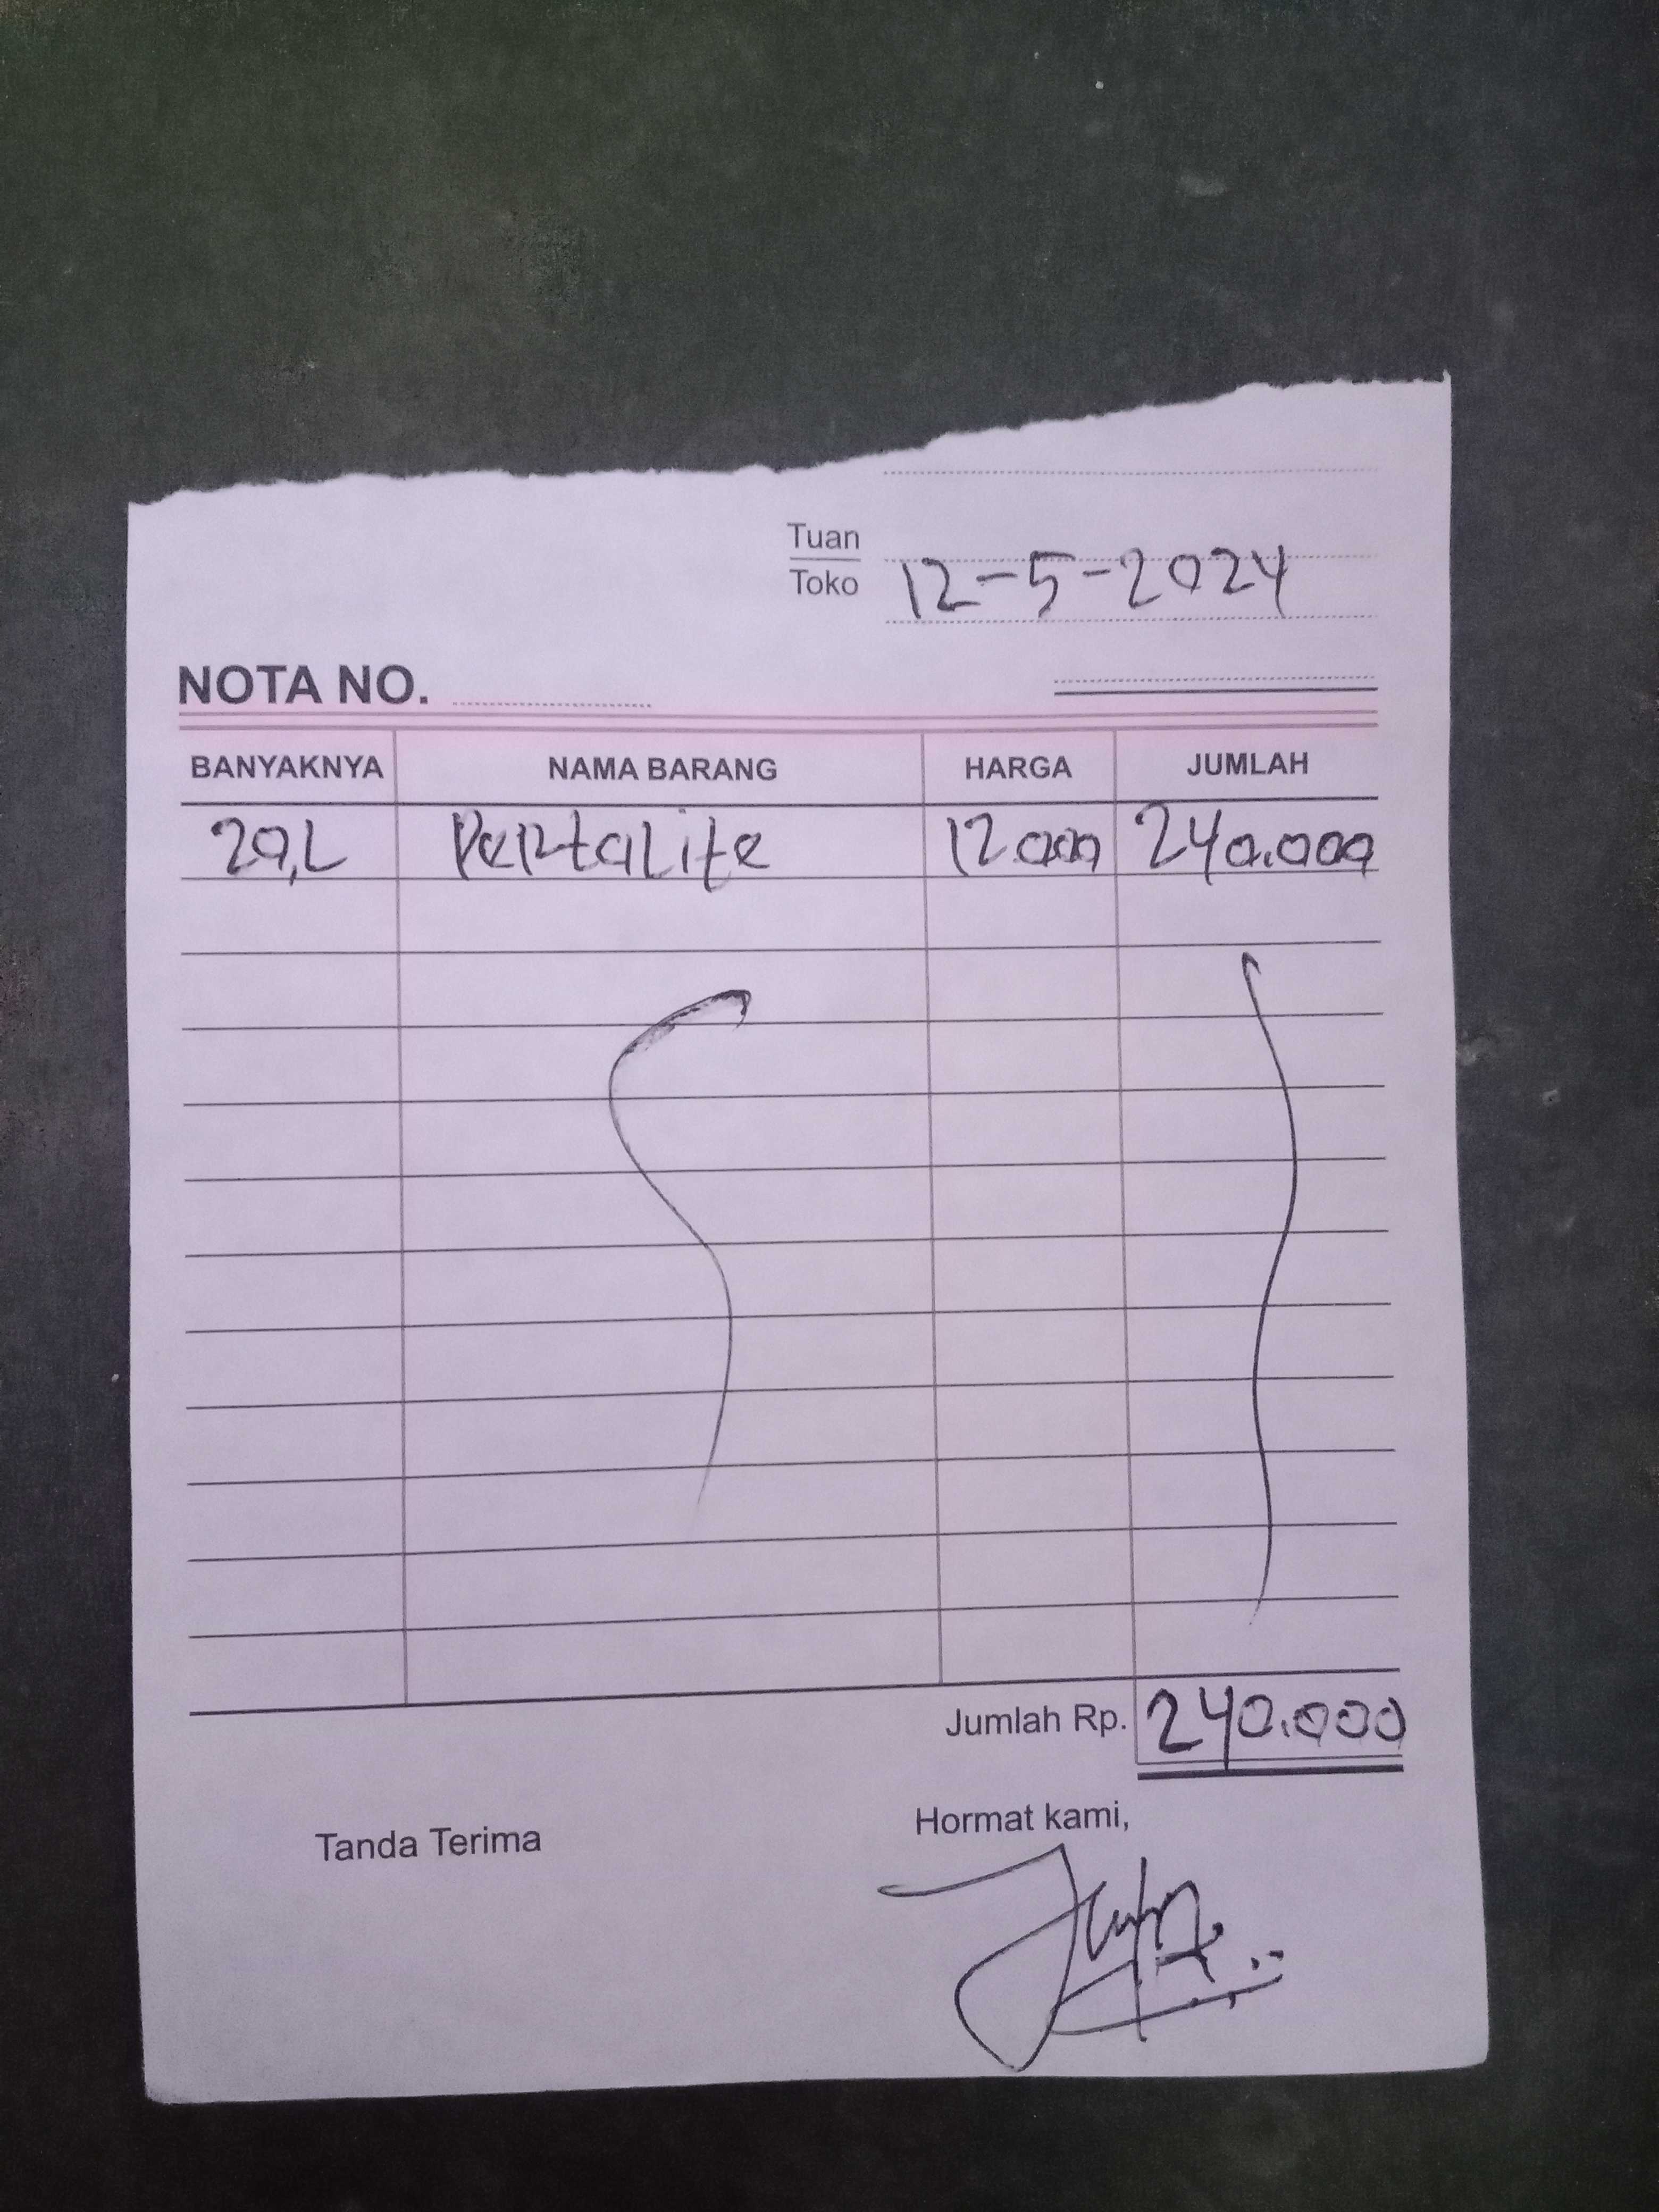 Tuan
Toko 12-5-2024
NOTA NO.
BANYAKNYA NAMA BARANG HARGA JUMLAH
20,L Pertalite 12.000 240.000
Jumlah Rp. 240.000
Tanda Terima Hormat kami,